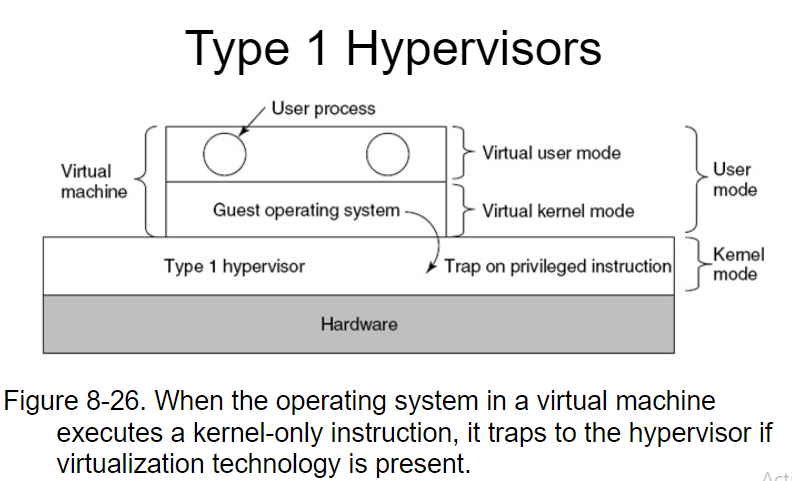 Type 1 Hypervisors
User process
Virtual user mode
Virtual
machine
User
mode
Guest operating system
Virtual kernel mode
Type 1 hypervisor
Trap on privileged instruction
Kernel
mode
Hardware
Figure 8-26. When the operating system in a virtual machine
executes a kernel-only instruction, it traps to the hypervisor if
virtualization technology is present.